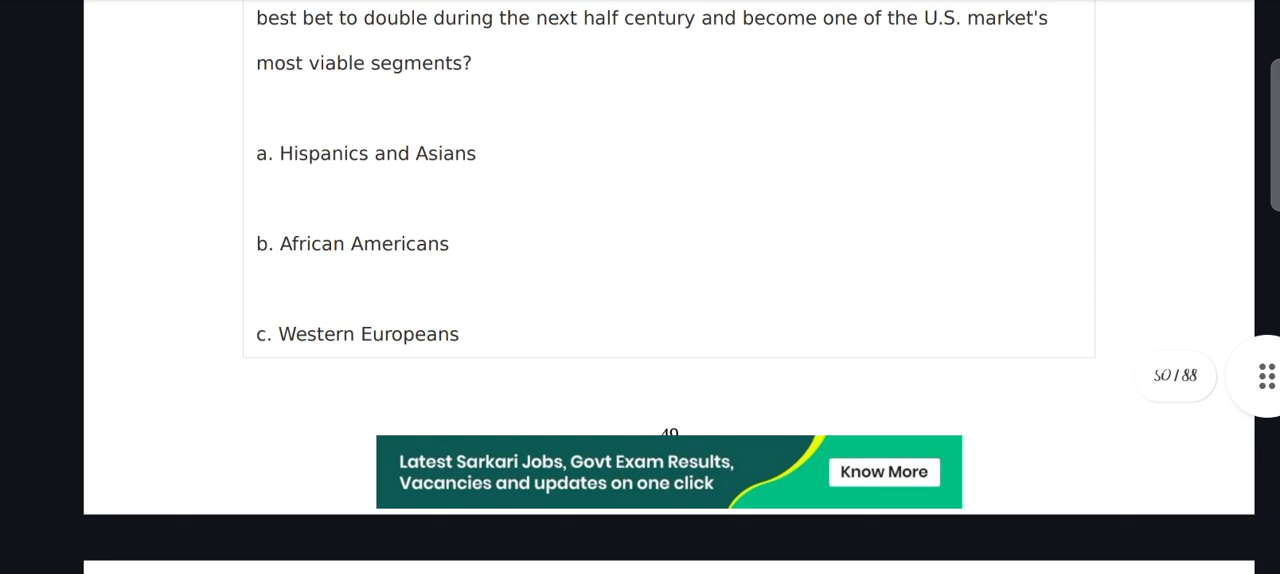 best bet to double during the next half century and become one of the U.S. market's
most viable segments?
a. Hispanics and Asians
b. African Americans
c. Western Europeans
50/88
49
Latest Sarkari Jobs, Govt Exam Results,
Vacancies and updates on one click
Know More